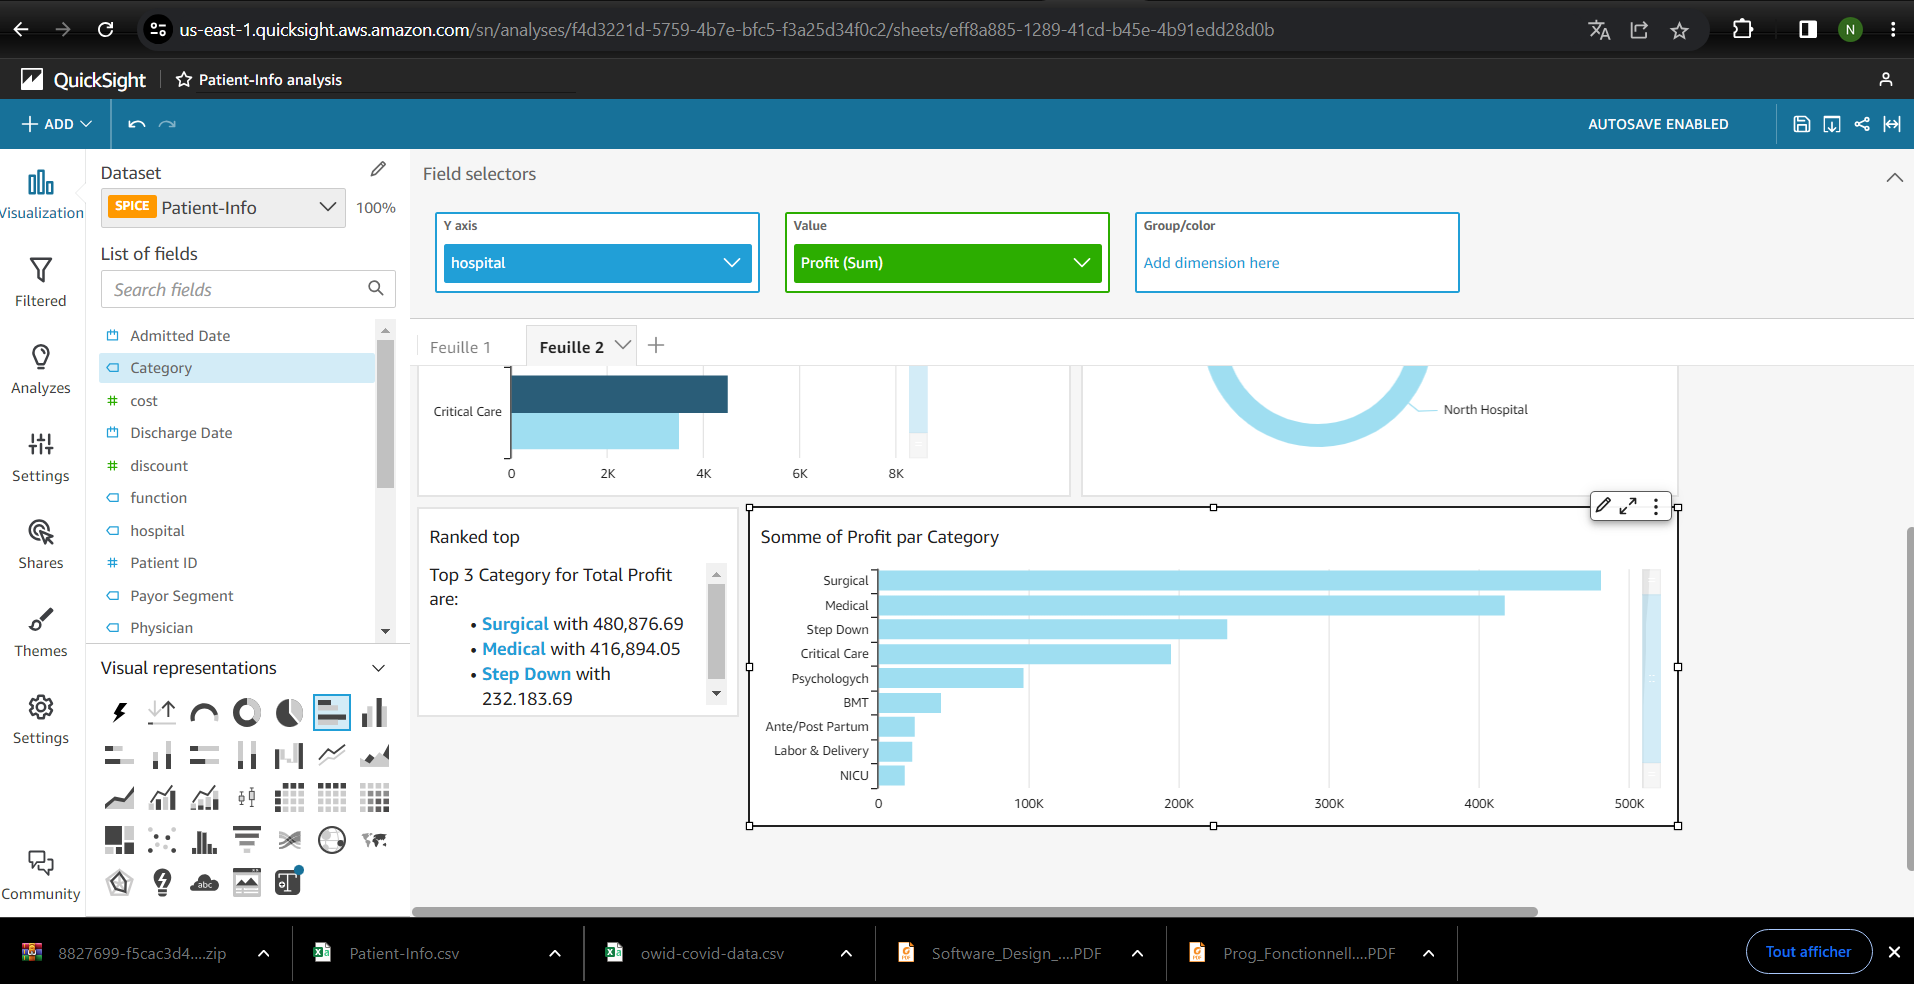 us-east-1.quicksight.aws.amazon.com/sn/analyses/f4d3221d-5759-4b7e-bfc5-f3a25d34f0c2/sheets/eff8a885-1289-41cd-b45e-4b91edd28d0b
N
QuickSight
Patient-Info analysis
ADD
AUTOSAVE ENABLED
Visualization
Filtered
Analyzes
Settings
Shares
Themes
Settings
Community
Dataset
SPICE Patient-Info 100%
List of fields
Search fields
Admitted Date
Category
# cost
Discharge Date
# discount
function
hospital
# Patient ID
Payor Segment
Physician
Visual representations
abc
Field selectors
Y axis
hospital
Value
Profit (Sum)
Group/color
Add dimension here
Feuille 1
Feuille 2
Critical Care
0 2K 4K 6K 8K
North Hospital
Ranked top
Top 3 Category for Total Profit
are:
• Surgical with 480,876.69
• Medical with 416,894.05
• Step Down with
232.183.69
Somme of Profit par Category
Surgical
Medical
Step Down
Critical Care
Psychologych
BMT
Ante/Post Partum
Labor & Delivery
NICU
0 100K 200K 300K 400K 500K
8827699-f5cac3d4....zip
Patient-Info.csv
owid-covid-data.csv
Software_Design_....PDF
Prog_Fonctionnell....PDF
Tout afficher